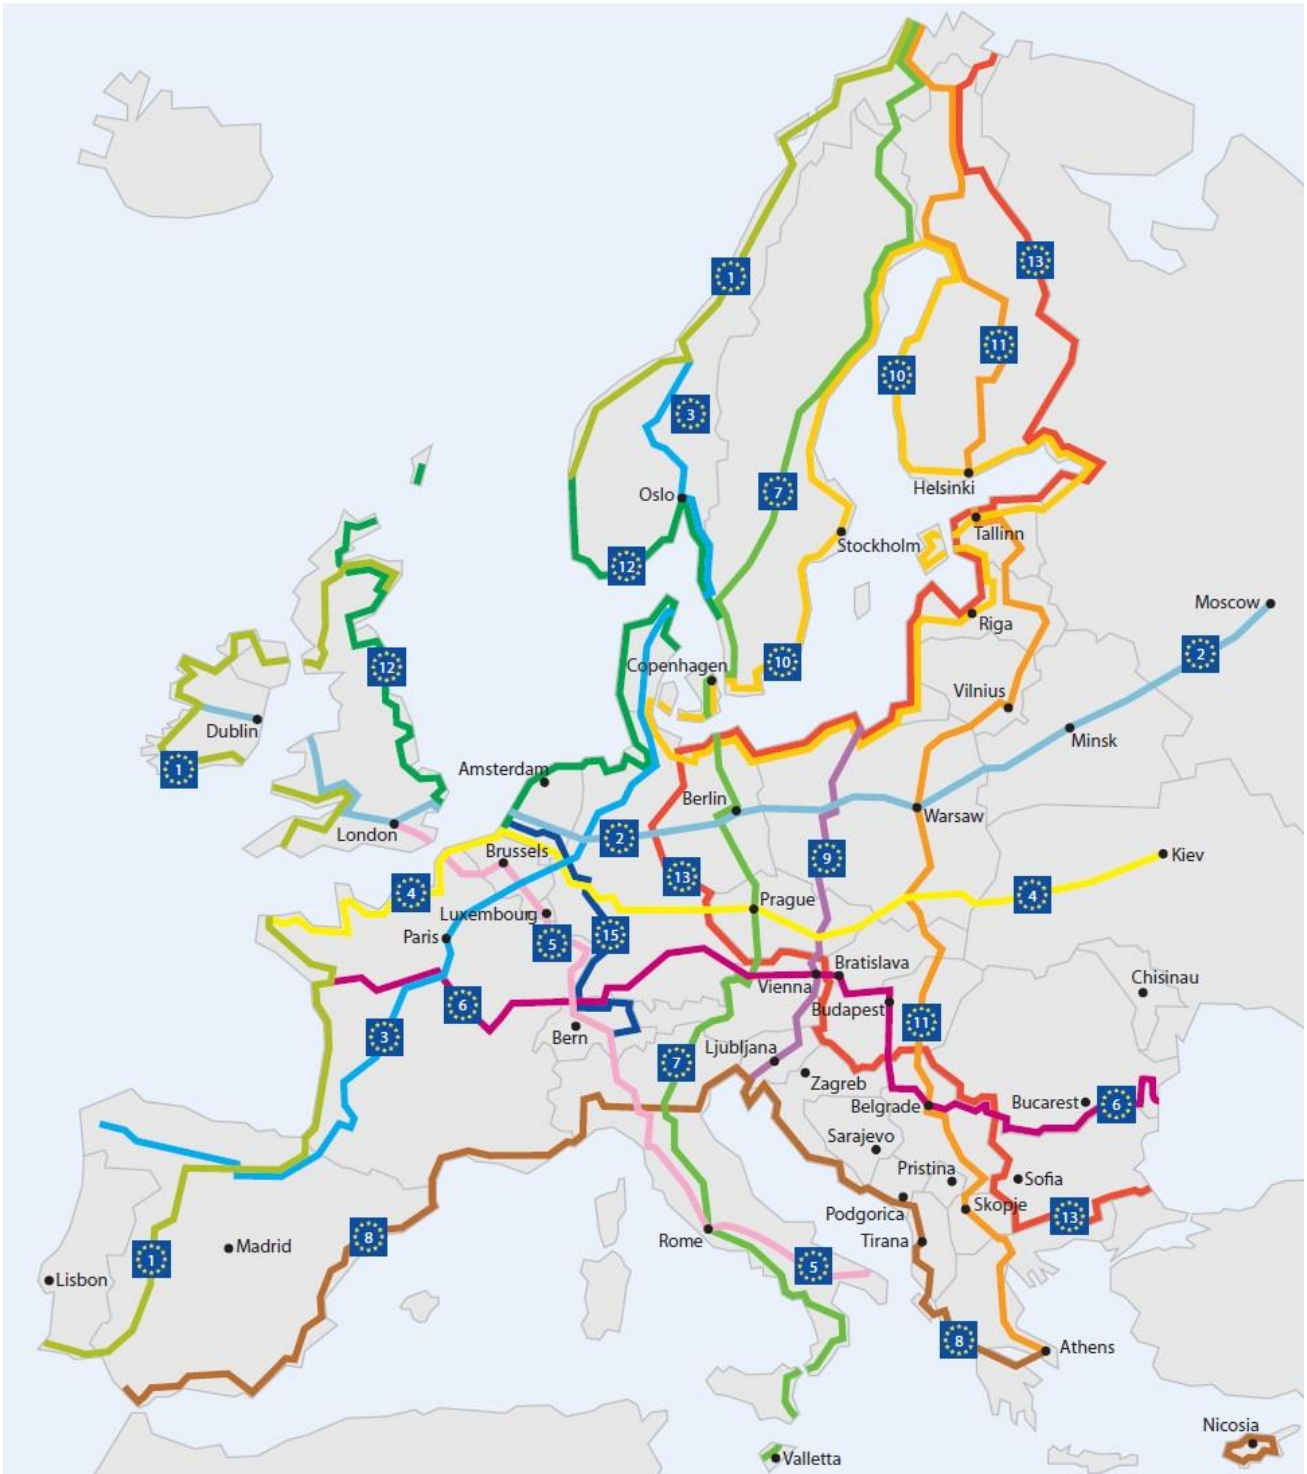 1
13
11
10
3
Oslo
7
Helsinki
Tallinn
Stockholm
12
Moscow
Riga
2
12
Copenhagen
10
Vilnius
Dublin
Minsk
1
Amsterdam
Berlin
Warsaw
London
2
Brussels
9
Kiev
4
13
4
Prague
Luxembourg
Paris
5
15
Bratislava
Vienna
Chisinau
6
Budapest
3
Bern
11
Ljubljana
7
Zagreb
Belgrade
Bucarest
6
Sarajevo
Pristina
Sofia
Podgorica
Skopje
13
8
Rome
Tirana
Madrid
1
5
Lisbon
8
Athens
Nicosia
Valletta